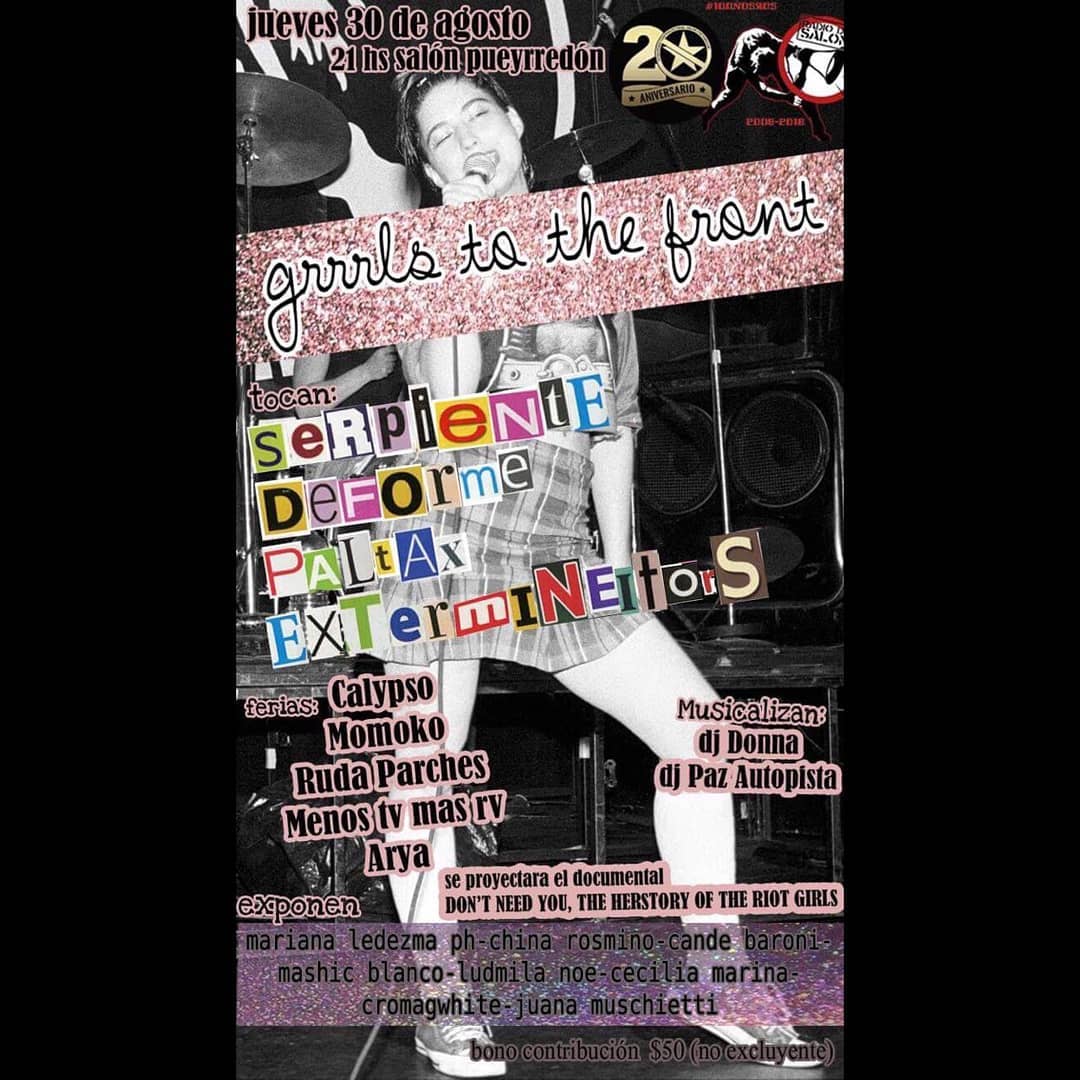 jueves 30 de agosto
21 hs salón pueyrredón
20
ANIVERSARIO
SALON
2006-2016
grrrls to the front
tocan:
SeRpiENtE
DeFOrme
PALtAx
ExTermiNEItorS
ferias: Calypso
Momoko
Ruda Parches
Menos tv mas rv
Arya
Musicalizan:
dj Donna
dj Paz Autopista
se proyectara el documental
DON'T NEED YOU, THE HERSTORY OF THE RIOT GIRLS
exponen
mariana ledezma ph-china rosmino-cande baroni-
mashic blanco-ludmila noe-cecilia marina-
cromagwhite-juana muschietti
bono contribución $50 (no excluyente)